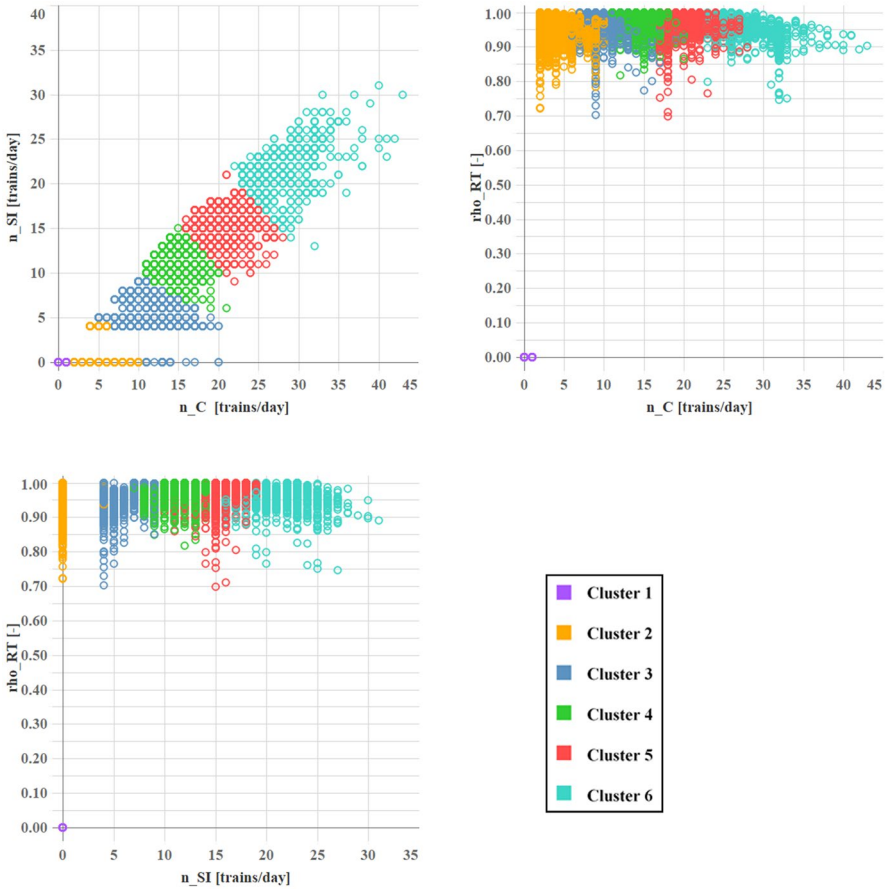 40
35
30
25
20
15
10
5
0
n_SI [trains/day]
0 5 10 15 20 25 30 35 40 45
n_C [trains/day]
1.00
0.90
0.80
0.70
0.60
0.50
0.40
0.30
0.20
0.10
0.00
rho_RT [-]
0 5 10 15 20 25 30 35 40 45
n_C [trains/day]
1.00
0.90
0.80
0.70
0.60
0.50
0.40
0.30
0.20
0.10
0.00
rho_RT [-]
0 5 10 15 20 25 30 35
n_SI [trains/day]
Cluster 1
Cluster 2
Cluster 3
Cluster 4
Cluster 5
Cluster 6